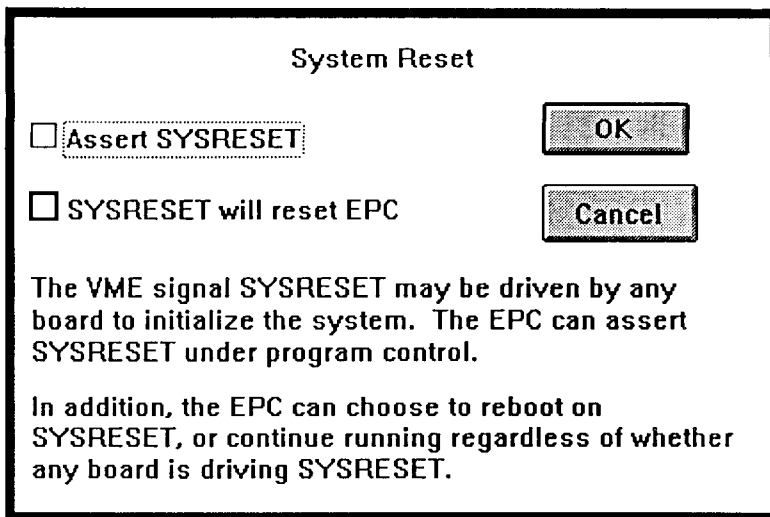 System Reset
Assert SYSRESET
OK
SYSRESET will reset EPC
Cancel
The VME signal SYSRESET may be driven by any
board to initialize the system. The EPC can assert
SYSRESET under program control.
In addition, the EPC can choose to reboot on
SYSRESET, or continue running regardless of whether
any board is driving SYSRESET.